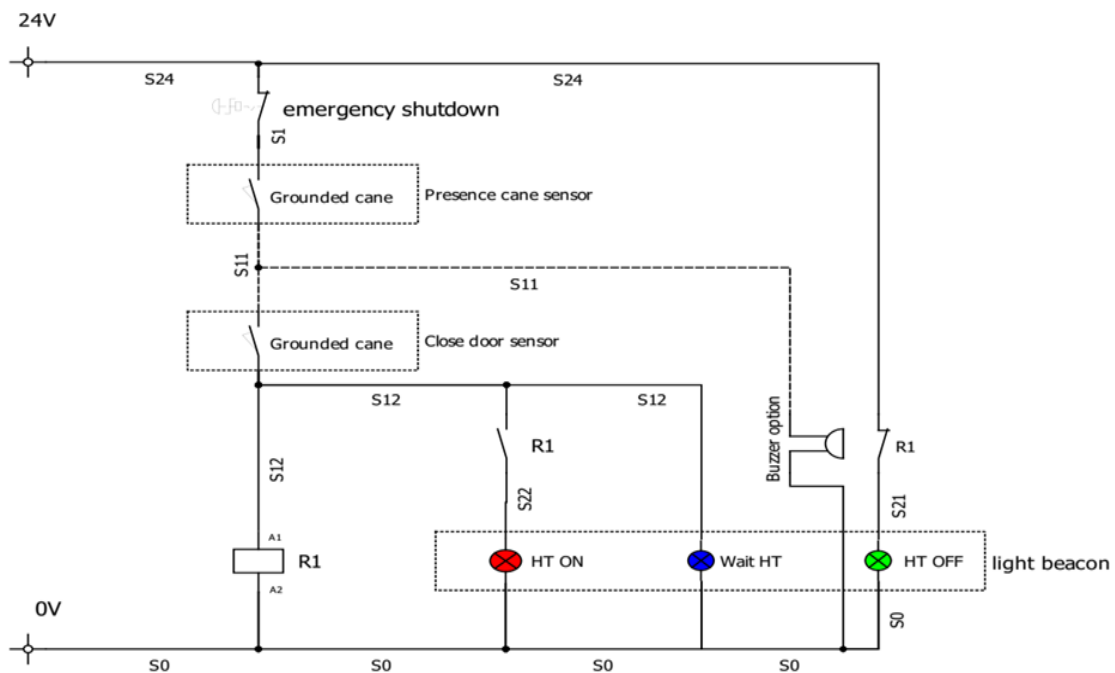 24V
S24
S24
emergency shutdown
S1
Grounded cane
Presence cane sensor
S11
S11
Grounded cane
Close door sensor
S12
S12
Buzzer option
R1
R1
S12
S22
S21
A1
R1
HT ON
Wait HT
HT OFF
light beacon
A2
0V
S0
S0
S0
S0
S0